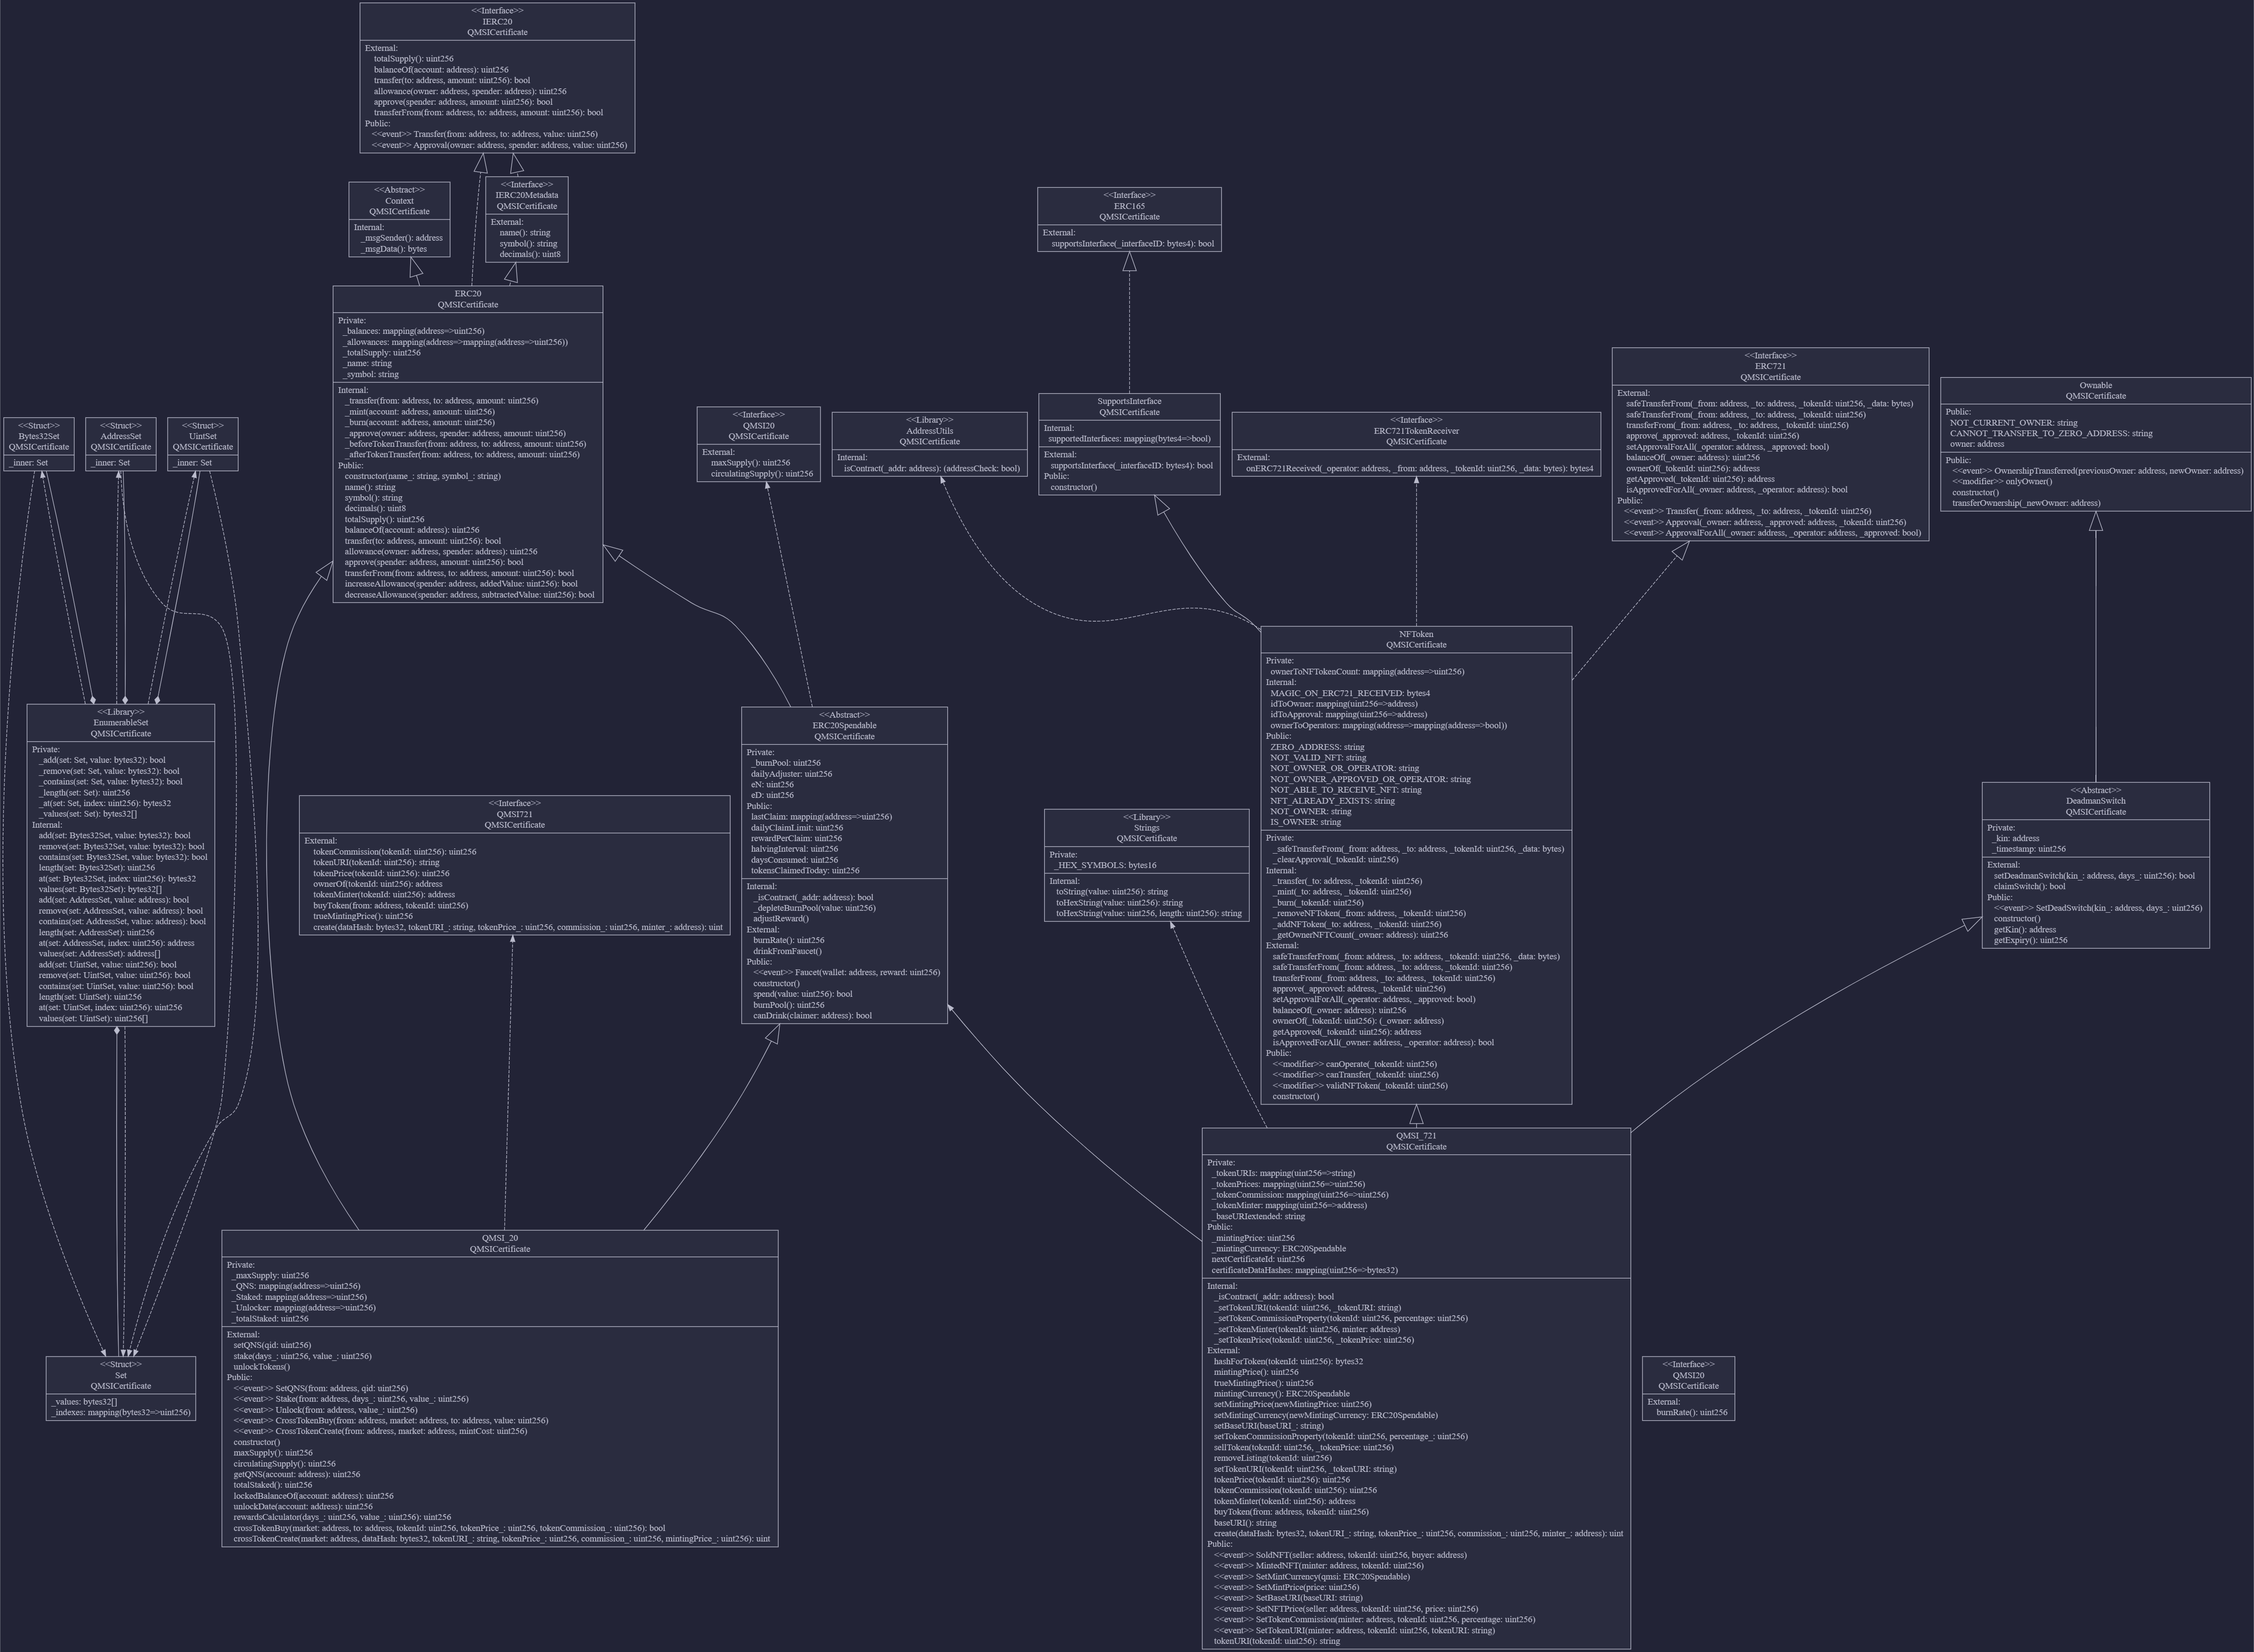 <<Interface>>
IERC20
QMSICertificate
External:
totalSupply(): uint256
balanceOf(account: address): uint256
transfer(to: address, amount: uint256): bool
allowance(owner: address, spender: address): uint256
approve(spender: address, amount: uint256): bool
transferFrom(from: address, to: address, amount: uint256): bool
Public:
<<event>> Transfer(from: address, to: address, value: uint256)
<<event>> Approval(owner: address, spender: address, value: uint256)
<<Abstract>>
Context
QMSICertificate
Internal:
_msgSender(): address
_msgData(): bytes
<<Interface>>
IERC20Metadata
QMSICertificate
External:
name(): string
symbol(): string
decimals(): uint8
<<Interface>>
ERC165
QMSICertificate
External:
supportsInterface(_interfaceID: bytes4): bool
ERC20
QMSICertificate
Private:
_balances: mapping(address=>uint256)
_allowances: mapping(address=>mapping(address=>uint256))
_totalSupply: uint256
_name: string
_symbol: string
Internal:
_transfer(from: address, to: address, amount: uint256)
_mint(account: address, amount: uint256)
_burn(account: address, amount: uint256)
_approve(owner: address, spender: address, amount: uint256)
_beforeTokenTransfer(from: address, to: address, amount: uint256)
_afterTokenTransfer(from: address, to: address, amount: uint256)
Public:
constructor(name_: string, symbol_: string)
name(): string
symbol(): string
decimals(): uint8
totalSupply(): uint256
balanceOf(account: address): uint256
transfer(to: address, amount: uint256): bool
allowance(owner: address, spender: address): uint256
approve(spender: address, amount: uint256): bool
transferFrom(from: address, to: address, amount: uint256): bool
increaseAllowance(spender: address, addedValue: uint256): bool
decreaseAllowance(spender: address, subtractedValue: uint256): bool
<<Struct>>
Bytes32Set
QMSICertificate
_inner: Set
<<Struct>>
AddressSet
QMSICertificate
_inner: Set
<<Struct>>
UintSet
QMSICertificate
_inner: Set
<<Interface>>
QMSI20
QMSICertificate
External:
maxSupply(): uint256
circulatingSupply(): uint256
<<Library>>
AddressUtils
QMSICertificate
Internal:
isContract(_addr: address): (addressCheck: bool)
SupportsInterface
QMSICertificate
Internal:
supportedInterfaces: mapping(bytes4=>bool)
External:
supportsInterface(_interfaceID: bytes4): bool
Public:
constructor()
<<Interface>>
ERC721TokenReceiver
QMSICertificate
External:
onERC721Received(_operator: address, _from: address, _tokenId: uint256, _data: bytes): bytes4
<<Interface>>
ERC721
QMSICertificate
External:
safeTransferFrom(_from: address, _to: address, _tokenId: uint256, _data: bytes)
safeTransferFrom(_from: address, _to: address, _tokenId: uint256)
transferFrom(_from: address, _to: address, _tokenId: uint256)
approve(_approved: address, _tokenId: uint256)
setApprovalForAll(_operator: address, _approved: bool)
balanceOf(_owner: address): uint256
ownerOf(_tokenId: uint256): address
getApproved(_tokenId: uint256): address
isApprovedForAll(_owner: address, _operator: address): bool
Public:
<<event>> Transfer(_from: address, _to: address, _tokenId: uint256)
<<event>> Approval(_owner: address, _approved: address, _tokenId: uint256)
<<event>> ApprovalForAll(_owner: address, _operator: address, _approved: bool)
Ownable
QMSICertificate
Public:
NOT_CURRENT_OWNER: string
CANNOT_TRANSFER_TO_ZERO_ADDRESS: string
owner: address
Public:
<<event>> OwnershipTransferred(previousOwner: address, newOwner: address)
<<modifier>> onlyOwner()
constructor()
transferOwnership(_newOwner: address)
<<Library>>
EnumerableSet
QMSICertificate
Private:
_add(set: Set, value: bytes32): bool
_remove(set: Set, value: bytes32): bool
_contains(set: Set, value: bytes32): bool
_length(set: Set): uint256
_at(set: Set, index: uint256): bytes32
_values(set: Set): bytes32[]
Internal:
add(set: Bytes32Set, value: bytes32): bool
remove(set: Bytes32Set, value: bytes32): bool
contains(set: Bytes32Set, value: bytes32): bool
length(set: Bytes32Set): uint256
at(set: Bytes32Set, index: uint256): bytes32
values(set: Bytes32Set): bytes32[]
add(set: AddressSet, value: address): bool
remove(set: AddressSet, value: address): bool
contains(set: AddressSet, value: address): bool
length(set: AddressSet): uint256
at(set: AddressSet, index: uint256): address
values(set: AddressSet): address[]
add(set: UintSet, value: uint256): bool
remove(set: UintSet, value: uint256): bool
contains(set: UintSet, value: uint256): bool
length(set: UintSet): uint256
at(set: UintSet, index: uint256): uint256
values(set: UintSet): uint256[]
<<Interface>>
QMSI721
QMSICertificate
External:
tokenCommission(tokenId: uint256): uint256
tokenURI(tokenId: uint256): string
tokenPrice(tokenId: uint256): uint256
ownerOf(tokenId: uint256): address
tokenMinter(tokenId: uint256): address
buyToken(from: address, tokenId: uint256)
trueMintingPrice(): uint256
create(dataHash: bytes32, tokenURI_: string, tokenPrice_: uint256, commission_: uint256, minter_: address): uint
<<Abstract>>
ERC20Spendable
QMSICertificate
Private:
_burnPool: uint256
dailyAdjuster: uint256
eN: uint256
eD: uint256
Public:
lastClaim: mapping(address=>uint256)
dailyClaimLimit: uint256
rewardPerClaim: uint256
halvingInterval: uint256
daysConsumed: uint256
tokensClaimedToday: uint256
Internal:
_isContract(_addr: address): bool
_depleteBurnPool(value: uint256)
adjustReward()
External:
burnRate(): uint256
drinkFromFaucet()
Public:
<<event>> Faucet(wallet: address, reward: uint256)
constructor()
spend(value: uint256): bool
burnPool(): uint256
canDrink(claimer: address): bool
<<Library>>
Strings
QMSICertificate
Private:
_HEX_SYMBOLS: bytes16
Internal:
toString(value: uint256): string
toHexString(value: uint256): string
toHexString(value: uint256, length: uint256): string
NFToken
QMSICertificate
Private:
ownerToNFTokenCount: mapping(address=>uint256)
Internal:
MAGIC_ON_ERC721_RECEIVED: bytes4
idToOwner: mapping(uint256=>address)
idToApproval: mapping(uint256=>address)
ownerToOperators: mapping(address=>mapping(address=>bool))
Public:
ZERO_ADDRESS: string
NOT_VALID_NFT: string
NOT_OWNER_OR_OPERATOR: string
NOT_OWNER_APPROVED_OR_OPERATOR: string
NOT_ABLE_TO_RECEIVE_NFT: string
NFT_ALREADY_EXISTS: string
NOT_OWNER: string
IS_OWNER: string
Private:
_safeTransferFrom(_from: address, _to: address, _tokenId: uint256, _data: bytes)
_clearApproval(_tokenId: uint256)
Internal:
_transfer(_to: address, _tokenId: uint256)
_mint(_to: address, _tokenId: uint256)
_burn(_tokenId: uint256)
_removeNFToken(_from: address, _tokenId: uint256)
_addNFToken(_to: address, _tokenId: uint256)
_getOwnerNFTCount(_owner: address): uint256
External:
safeTransferFrom(_from: address, _to: address, _tokenId: uint256, _data: bytes)
safeTransferFrom(_from: address, _to: address, _tokenId: uint256)
transferFrom(_from: address, _to: address, _tokenId: uint256)
approve(_approved: address, _tokenId: uint256)
setApprovalForAll(_operator: address, _approved: bool)
balanceOf(_owner: address): uint256
ownerOf(_tokenId: uint256): (_owner: address)
getApproved(_tokenId: uint256): address
isApprovedForAll(_owner: address, _operator: address): bool
Public:
<<modifier>> canOperate(_tokenId: uint256)
<<modifier>> canTransfer(_tokenId: uint256)
<<modifier>> validNFToken(_tokenId: uint256)
constructor()
<<Abstract>>
DeadmanSwitch
QMSICertificate
Private:
_kin: address
_timestamp: uint256
External:
setDeadmanSwitch(kin_: address, days_: uint256): bool
claimSwitch(): bool
Public:
<<event>> SetDeadSwitch(kin_: address, days_: uint256)
constructor()
getKin(): address
getExpiry(): uint256
<<Struct>>
Set
QMSICertificate
_values: bytes32[]
_indexes: mapping(bytes32=>uint256)
QMSI_20
QMSICertificate
Private:
_maxSupply: uint256
_QNS: mapping(address=>uint256)
_Staked: mapping(address=>uint256)
_Unlocker: mapping(address=>uint256)
_totalStaked: uint256
External:
setQNS(qid: uint256)
stake(days_: uint256, value_: uint256)
unlockTokens()
Public:
<<event>> SetQNS(from: address, qid: uint256)
<<event>> Stake(from: address, days_: uint256, value_: uint256)
<<event>> Unlock(from: address, value_: uint256)
<<event>> CrossTokenBuy(from: address, market: address, to: address, value: uint256)
<<event>> CrossTokenCreate(from: address, market: address, mintCost: uint256)
constructor()
maxSupply(): uint256
circulatingSupply(): uint256
getQNS(account: address): uint256
totalStaked(): uint256
lockedBalanceOf(account: address): uint256
unlockDate(account: address): uint256
rewardsCalculator(days_: uint256, value_: uint256): uint256
crossTokenBuy(market: address, to: address, tokenId: uint256, tokenPrice_: uint256, tokenCommission_: uint256): bool
crossTokenCreate(market: address, dataHash: bytes32, tokenURI_: string, tokenPrice_: uint256, commission_: uint256, mintingPrice_: uint256): uint
QMSI_721
QMSICertificate
Private:
_tokenURIs: mapping(uint256=>string)
_tokenPrices: mapping(uint256=>uint256)
_tokenCommission: mapping(uint256=>uint256)
_tokenMinter: mapping(uint256=>address)
_baseURIextended: string
Public:
_mintingPrice: uint256
_mintingCurrency: ERC20Spendable
nextCertificateId: uint256
certificateDataHashes: mapping(uint256=>bytes32)
Internal:
_isContract(_addr: address): bool
_setTokenURI(tokenId: uint256, _tokenURI: string)
_setTokenCommissionProperty(tokenId: uint256, percentage: uint256)
_setTokenMinter(tokenId: uint256, minter: address)
_setTokenPrice(tokenId: uint256, _tokenPrice: uint256)
External:
hashForToken(tokenId: uint256): bytes32
mintingPrice(): uint256
trueMintingPrice(): uint256
mintingCurrency(): ERC20Spendable
setMintingPrice(newMintingPrice: uint256)
setMintingCurrency(newMintingCurrency: ERC20Spendable)
setBaseURI(baseURI_: string)
setTokenCommissionProperty(tokenId: uint256, percentage_: uint256)
sellToken(tokenId: uint256, _tokenPrice: uint256)
removeListing(tokenId: uint256)
setTokenURI(tokenId: uint256, _tokenURI: string)
tokenPrice(tokenId: uint256): uint256
tokenCommission(tokenId: uint256): uint256
tokenMinter(tokenId: uint256): address
buyToken(from: address, tokenId: uint256)
baseURI(): string
create(dataHash: bytes32, tokenURI_: string, tokenPrice_: uint256, commission_: uint256, minter_: address): uint
Public:
<<event>> SoldNFT(seller: address, tokenId: uint256, buyer: address)
<<event>> MintedNFT(minter: address, tokenId: uint256)
<<event>> SetMintCurrency(qmsi: ERC20Spendable)
<<event>> SetMintPrice(price: uint256)
<<event>> SetBaseURI(baseURI: string)
<<event>> SetNFTPrice(seller: address, tokenId: uint256, price: uint256)
<<event>> SetTokenCommission(minter: address, tokenId: uint256, percentage: uint256)
<<event>> SetTokenURI(minter: address, tokenId: uint256, tokenURI: string)
tokenURI(tokenId: uint256): string
<<Interface>>
QMSI20
QMSICertificate
External:
burnRate(): uint256